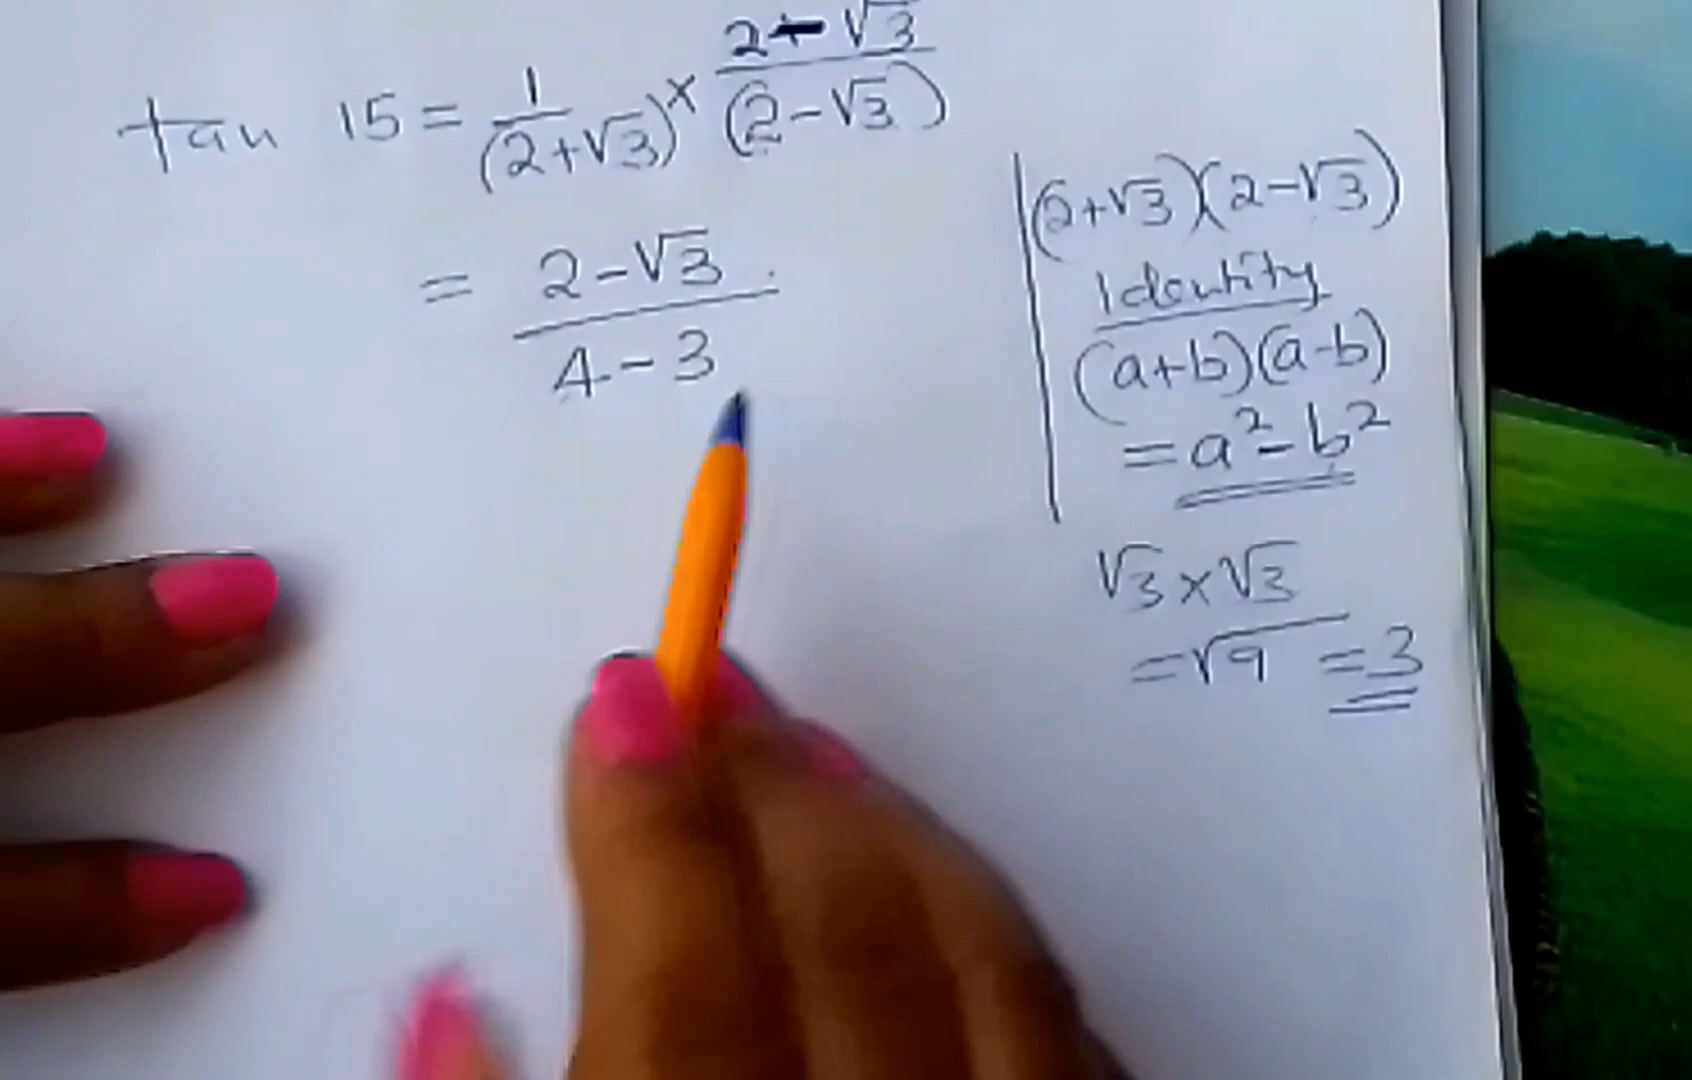 tan 15 = 1/(2+√3) × 2-√3/(2-√3)
= 2-√3/4-3
(2+√3)(2-√3)
Identity
(a+b)(a-b)
= a²-b²
√3 × √3
= √9 = 3